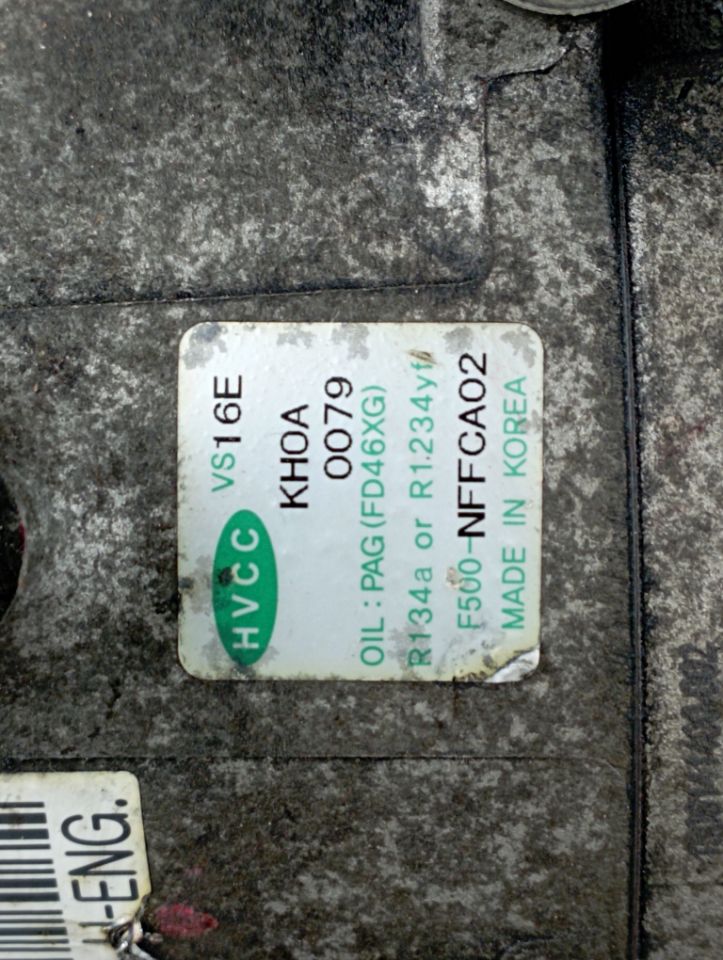 HVCC VS16E
KH0A
0079
OIL : PAG (FD46XG)
R134a or R1234yf
F500-NFFCA02
MADE IN KOREA
-ENG.